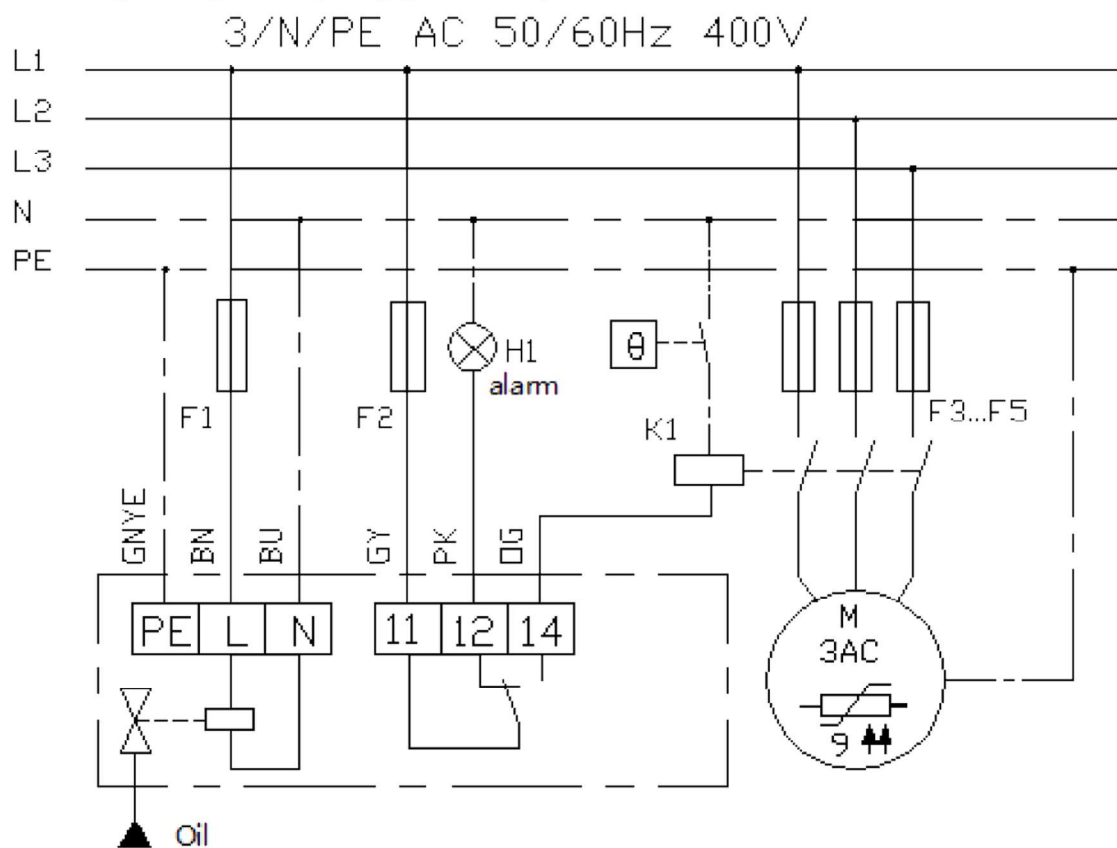 3/N/PE AC 50/60Hz 400V
L1
L2
L3
N
PE
θ
H1
alarm
F1
F2
K1
F3...F5
GNYE
BN
BU
GY
PK
OG
PE L N
11 12 14
M
3AC
9
Oil